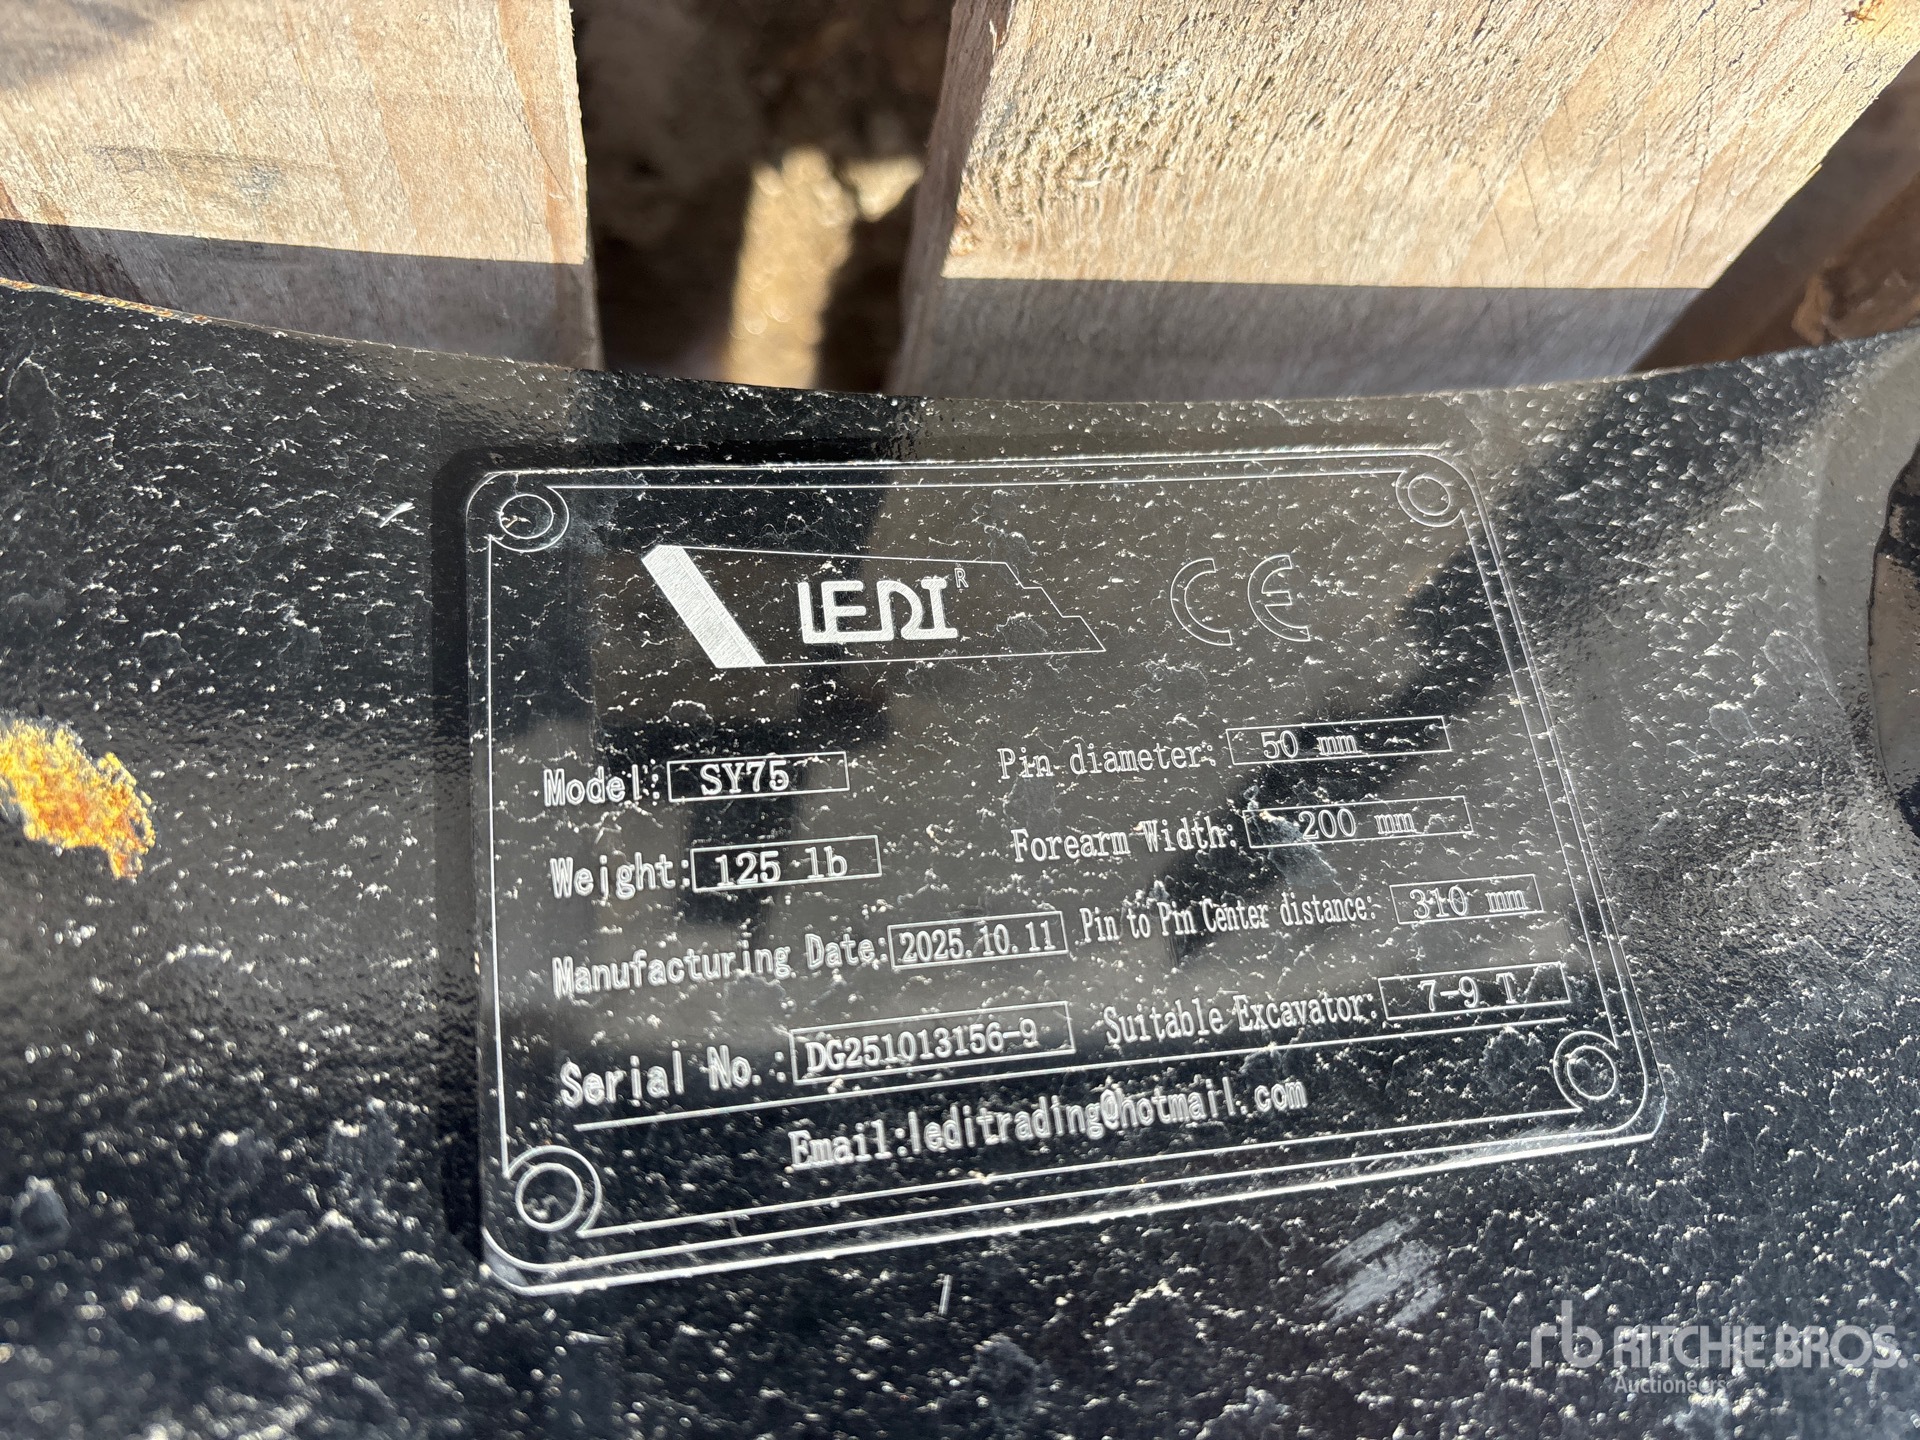 LEDI® CE
Model: SY75
Pin diameter: 50 mm
Weight: 125 lb
Forearm Width: 200 mm
Manufacturing Date: 2025.10.11
Pin to Pin Center distance: 310 mm
Serial No.: DG251013156-9
Suitable Excavator: 7-9 T
Email:leditrading@hotmail.com
rb RITCHIE BROS.
Auctioneers